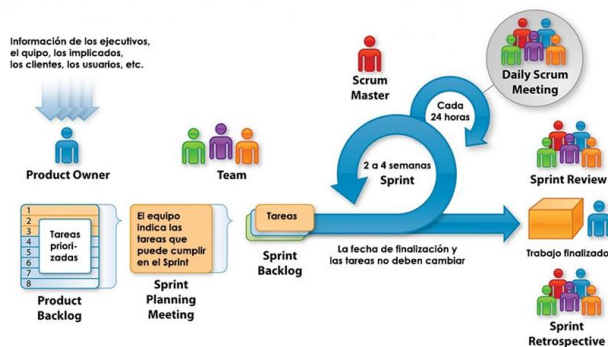 Información de los ejecutivos,
el quipo, los implicados,
los clientes, los usuarios, etc.
Product Owner
Team
Scrum
Master
Cada
24 horas
Daily Scrum
Meeting
2 a 4 semanas
Sprint
1
2
3
4
5
6
7
8
Tareas
priori-
zadas
Product
Backlog
El equipo
indica las
tareas que
puede cumplir
en el Sprint
Sprint
Planning
Meeting
Tareas
Sprint
Backlog
La fecha de finalización y
las tareas no deben cambiar
Sprint Review
Trabajo finalizado
Sprint
Retrospective